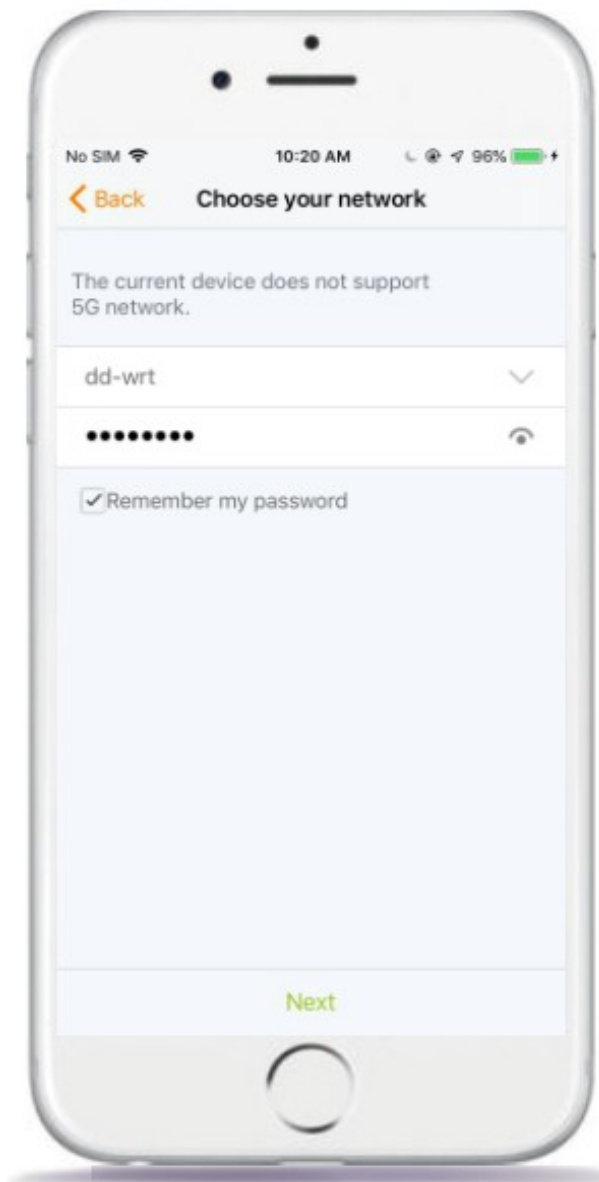 No SIM 10:20 AM 96%
Back Choose your network
The current device does not support
5G network.
dd-wrt
••••••••
Remember my password
Next